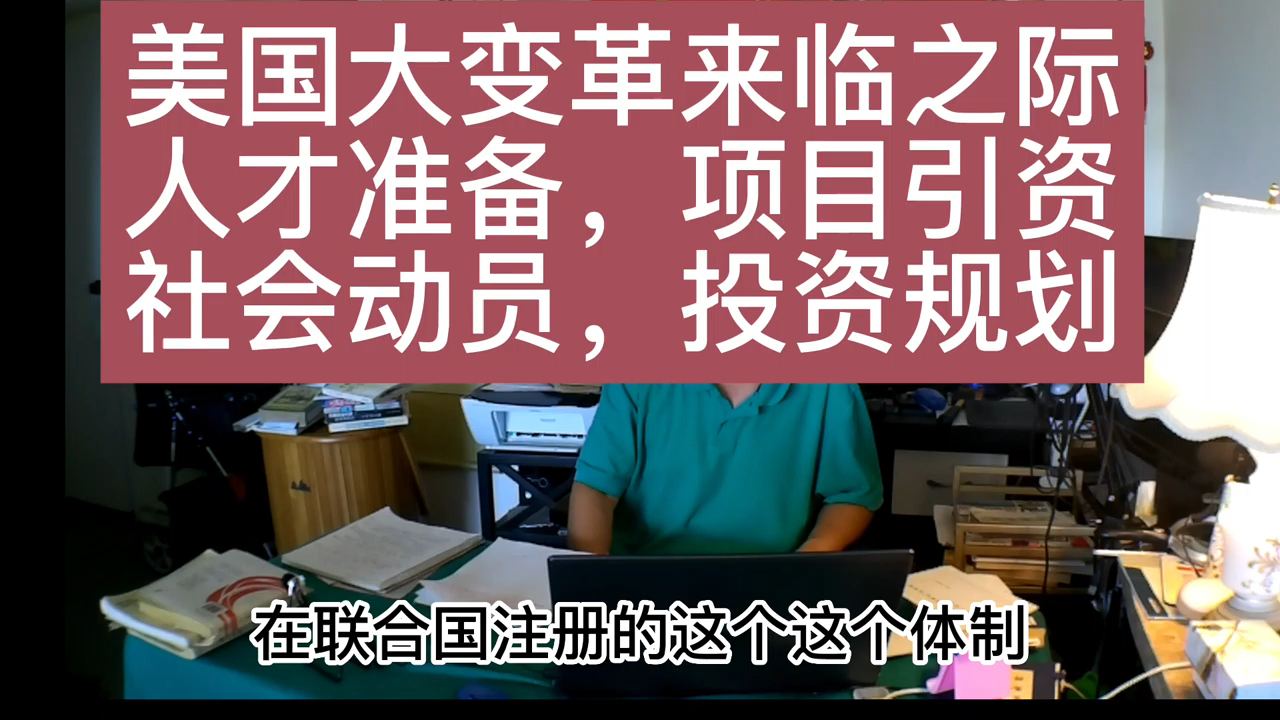 美国大变革来临之际
人才准备，项目引资
社会动员，投资规划
在联合国注册的这个这个体制